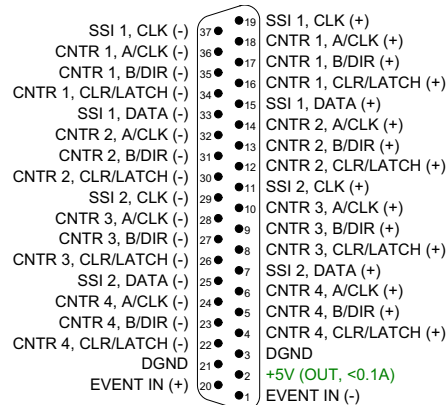 19 SSI 1, CLK (+)
SSI 1, CLK (-) 37
18 CNTR 1, A/CLK (+)
CNTR 1, A/CLK (-) 36
17 CNTR 1, B/DIR (+)
CNTR 1, B/DIR (-) 35
16 CNTR 1, CLR/LATCH (+)
CNTR 1, CLR/LATCH (-) 34
15 SSI 1, DATA (+)
SSI 1, DATA (-) 33
14 CNTR 2, A/CLK (+)
CNTR 2, A/CLK (-) 32
13 CNTR 2, B/DIR (+)
CNTR 2, B/DIR (-) 31
12 CNTR 2, CLR/LATCH (+)
CNTR 2, CLR/LATCH (-) 30
11 SSI 2, CLK (+)
SSI 2, CLK (-) 29
10 CNTR 3, A/CLK (+)
CNTR 3, A/CLK (-) 28
9 CNTR 3, B/DIR (+)
CNTR 3, B/DIR (-) 27
8 CNTR 3, CLR/LATCH (+)
CNTR 3, CLR/LATCH (-) 26
7 SSI 2, DATA (+)
SSI 2, DATA (-) 25
6 CNTR 4, A/CLK (+)
CNTR 4, A/CLK (-) 24
5 CNTR 4, B/DIR (+)
CNTR 4, B/DIR (-) 23
4 CNTR 4, CLR/LATCH (+)
CNTR 4, CLR/LATCH (-) 22
3 DGND
DGND 21
2 +5V (OUT, <0.1A)
EVENT IN (+) 20
1 EVENT IN (-)